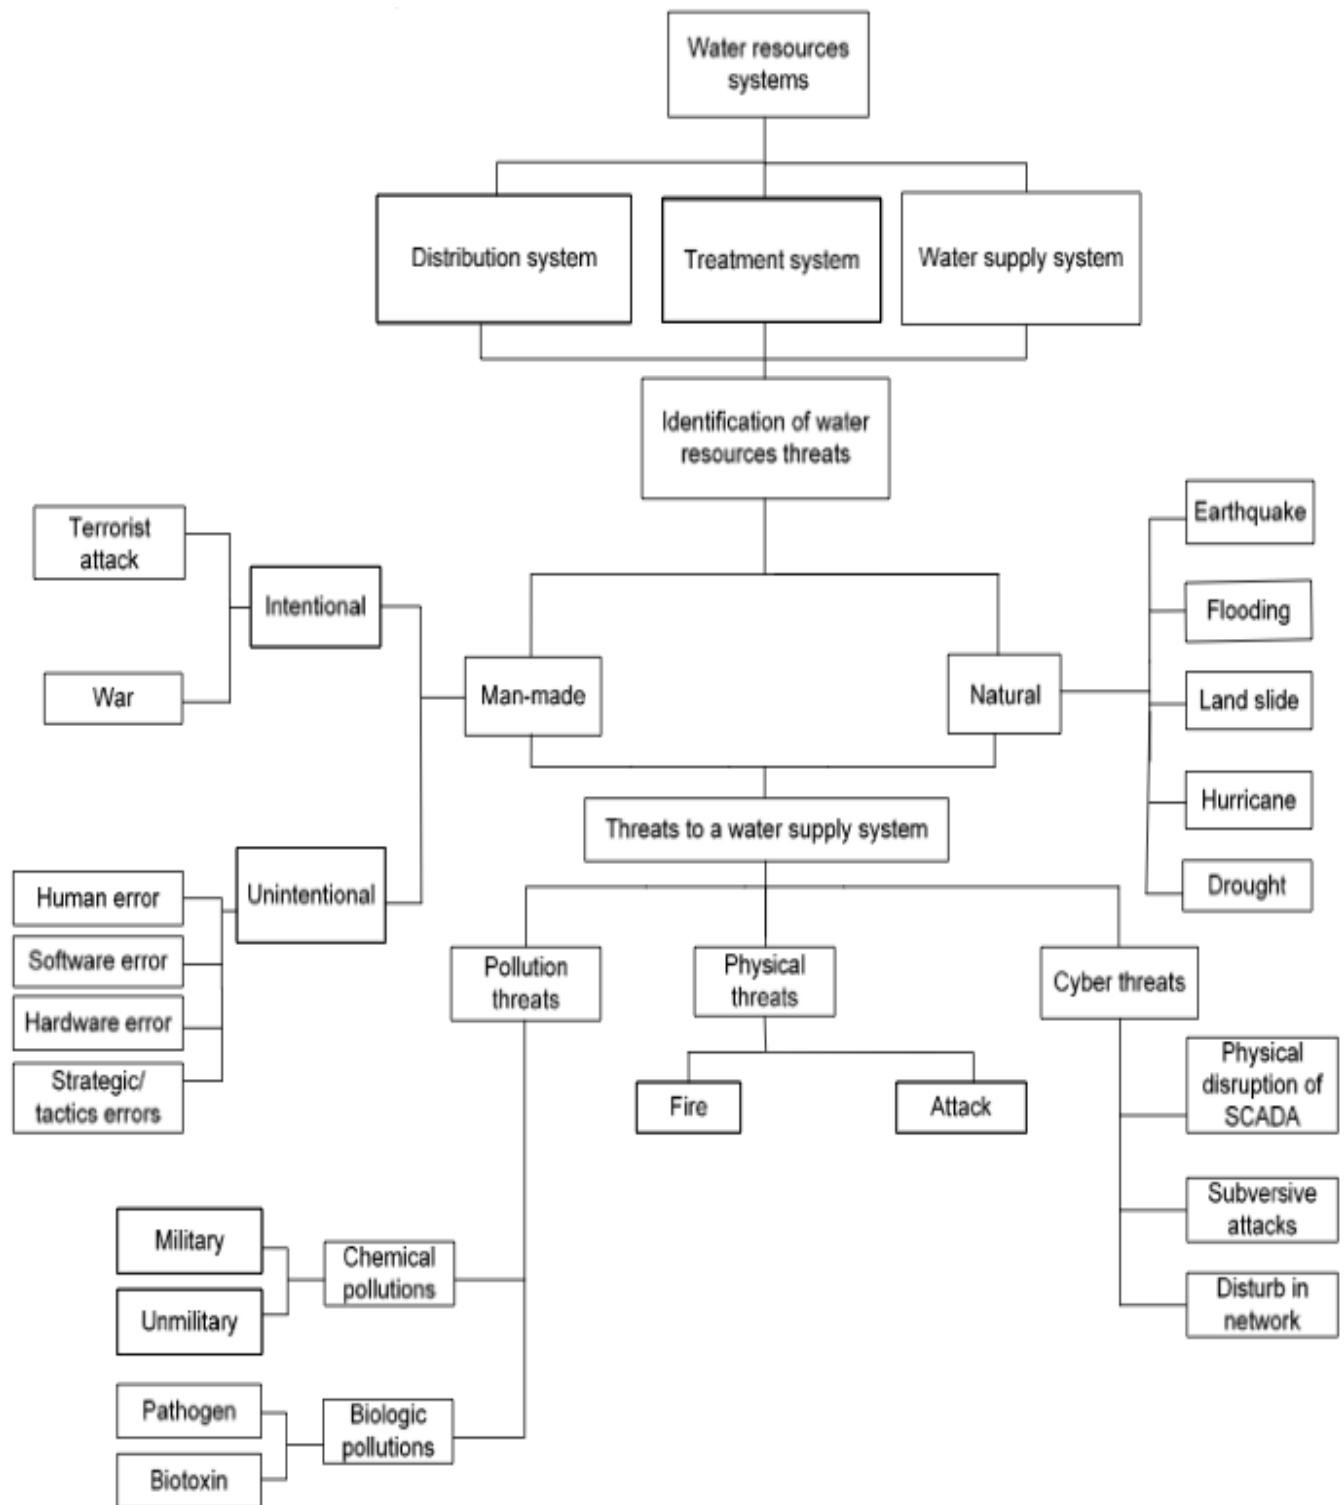 Water resources
systems
Distribution system
Treatment system
Water supply system
Identification of water
resources threats
Terrorist
attack
Intentional
War
Man-made
Natural
Earthquake
Flooding
Land slide
Hurricane
Drought
Human error
Software error
Hardware error
Strategic/
tactics errors
Unintentional
Threats to a water supply system
Pollution
threats
Physical
threats
Cyber threats
Fire
Attack
Physical
disruption of
SCADA
Subversive
attacks
Disturb in
network
Military
Unmilitary
Chemical
pollutions
Pathogen
Biotoxin
Biologic
pollutions